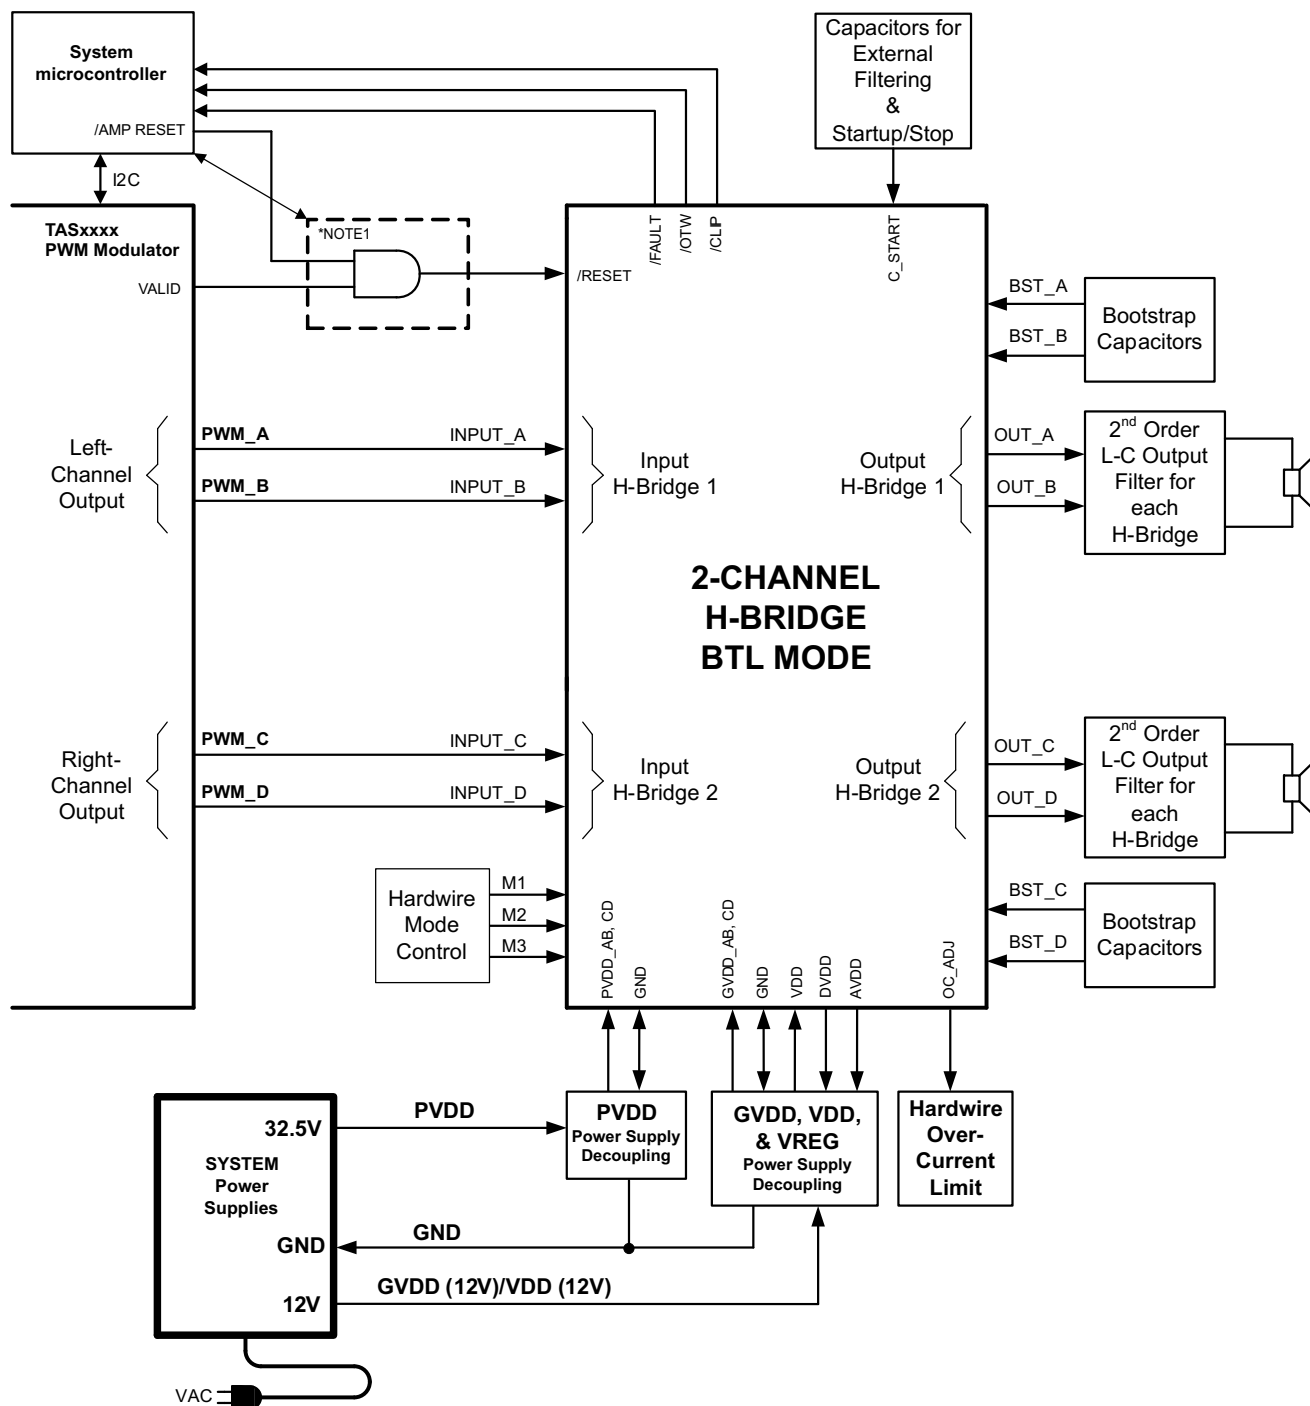 System
microcontroller
/AMP RESET
I2C
TASxxxx
PWM Modulator
VALID
*NOTE1
/RESET
/FAULT
/OTW
/CLIP
Capacitors for
External
Filtering
&
Startup/Stop
C_START
BST_A
BST_B
Bootstrap
Capacitors
Left-
Channel
Output
PWM_A
PWM_B
INPUT_A
INPUT_B
Input
H-Bridge 1
Output
H-Bridge 1
OUT_A
OUT_B
2nd Order
L-C Output
Filter for
each
H-Bridge
2-CHANNEL
H-BRIDGE
BTL MODE
Right-
Channel
Output
PWM_C
PWM_D
INPUT_C
INPUT_D
Input
H-Bridge 2
Output
H-Bridge 2
OUT_C
OUT_D
2nd Order
L-C Output
Filter for
each
H-Bridge
Hardwire
Mode
Control
M1
M2
M3
PVDD_AB, CD
GND
GVDD_AB, CD
GND
VDD
DVDD
AVDD
OC_ADJ
BST_C
BST_D
Bootstrap
Capacitors
32.5V
SYSTEM
Power
Supplies
GND
12V
PVDD
PVDD
Power Supply
Decoupling
GVDD, VDD,
& VREG
Power Supply
Decoupling
Hardwire
Over-
Current
Limit
GND
GVDD (12V)/VDD (12V)
VAC